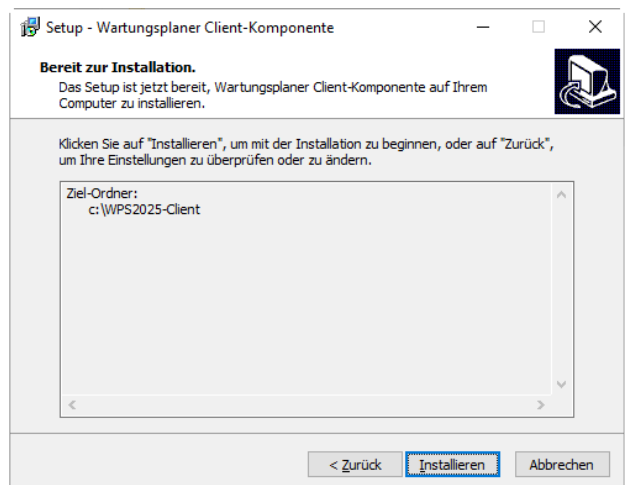 Setup - Wartungsplaner Client-Komponente
Bereit zur Installation.
Das Setup ist jetzt bereit, Wartungsplaner Client-Komponente auf Ihrem
Computer zu installieren.
Klicken Sie auf "Installieren", um mit der Installation zu beginnen, oder auf "Zurück",
um Ihre Einstellungen zu überprüfen oder zu ändern.
Ziel-Ordner:
c:\WPS2025-Client
< Zurück Installieren Abbrechen